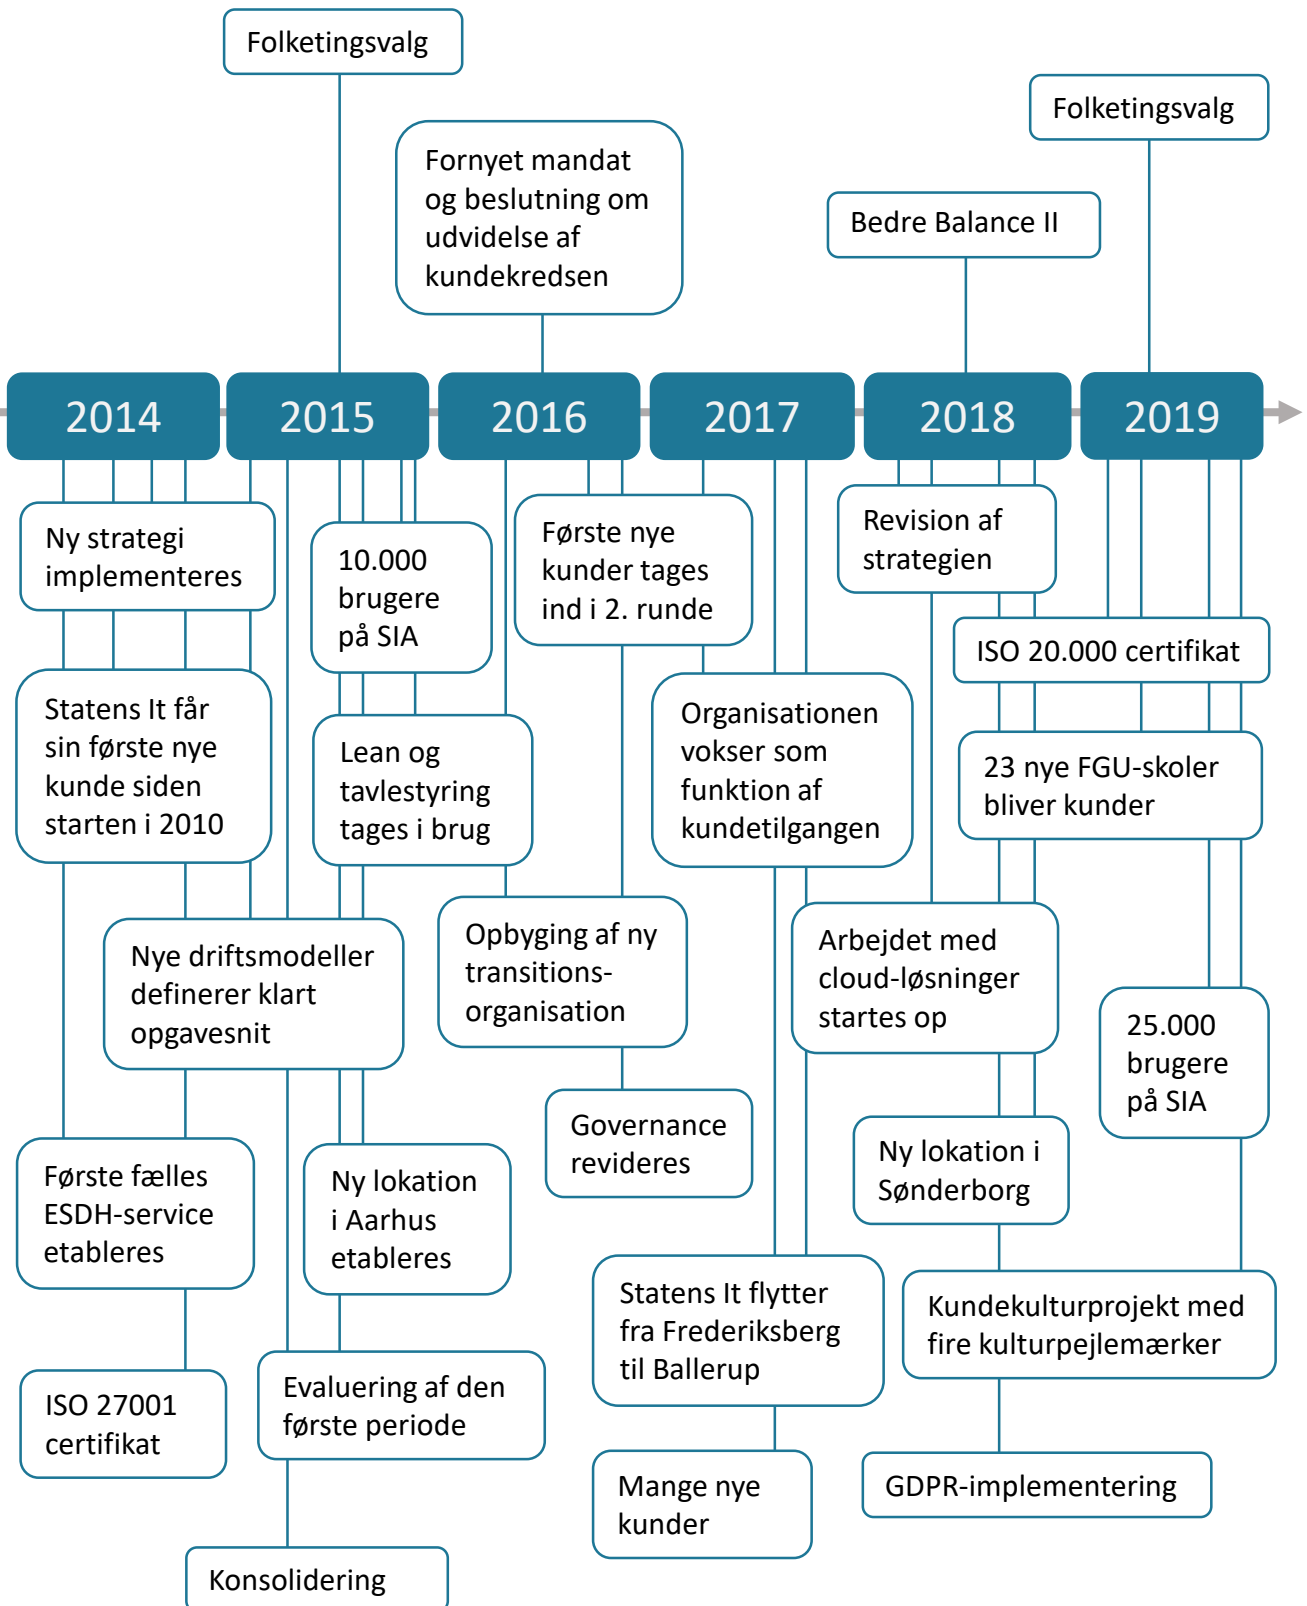 Folketingsvalg
Folketingsvalg
Fornyet mandat
og beslutning om
udvidelse af
kundekredsen
Bedre Balance II
2014
2015
2016
2017
2018
2019
Ny strategi
implementeres
10.000
brugere
på SIA
Første nye
kunder tages
ind i 2. runde
Revision af
strategien
ISO 20.000 certifikat
Statens It får
sin første nye
kunde siden
starten i 2010
Lean og
tavlestyring
tages i brug
Organisationen
vokser som
funktion af
kundetilgangen
23 nye FGU-skoler
bliver kunder
Nye driftsmodeller
definerer klart
opgavesnit
Opbyging af ny
transitions-
organisation
Arbejdet med
cloud-løsninger
startes op
25.000
brugere
på SIA
Første fælles
ESDH-service
etableres
Ny lokation
i Aarhus
etableres
Governance
revideres
Ny lokation i
Sønderborg
Statens It flytter
fra Frederiksberg
til Ballerup
Kundekulturprojekt med
fire kulturpejlemærker
ISO 27001
certifikat
Evaluering af den
første periode
Mange nye
kunder
GDPR-implementering
Konsolidering